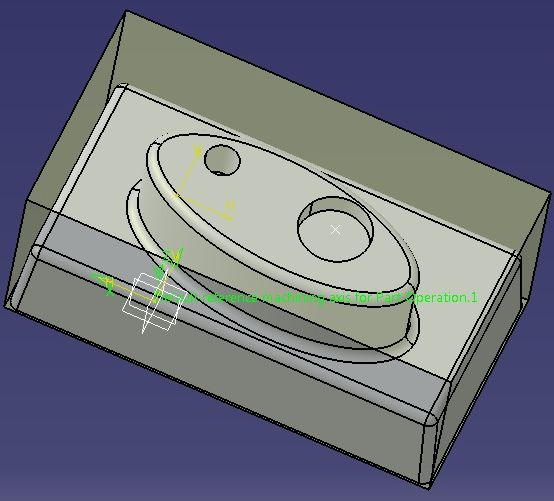 Default reference machining axis for Part Operation.1